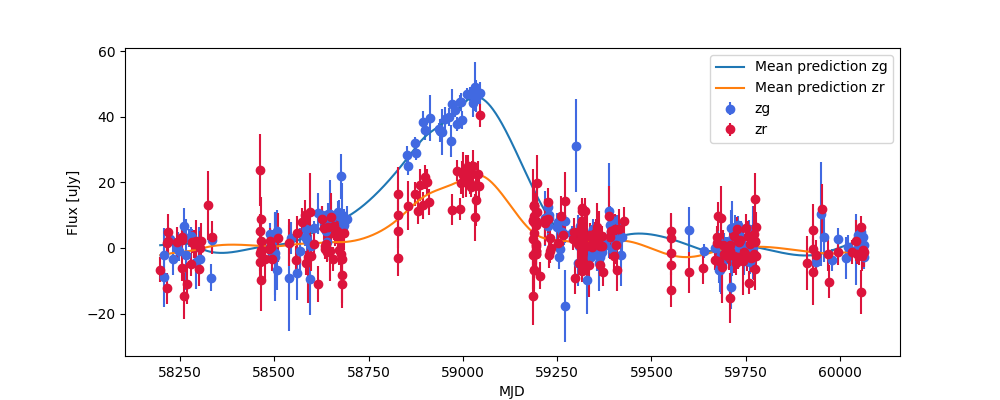 60
40
20
0
−20
Flux [uJy]
58250 58500 58750 59000 59250 59500 59750 60000
MJD
Mean prediction zg
Mean prediction zr
zg
zr